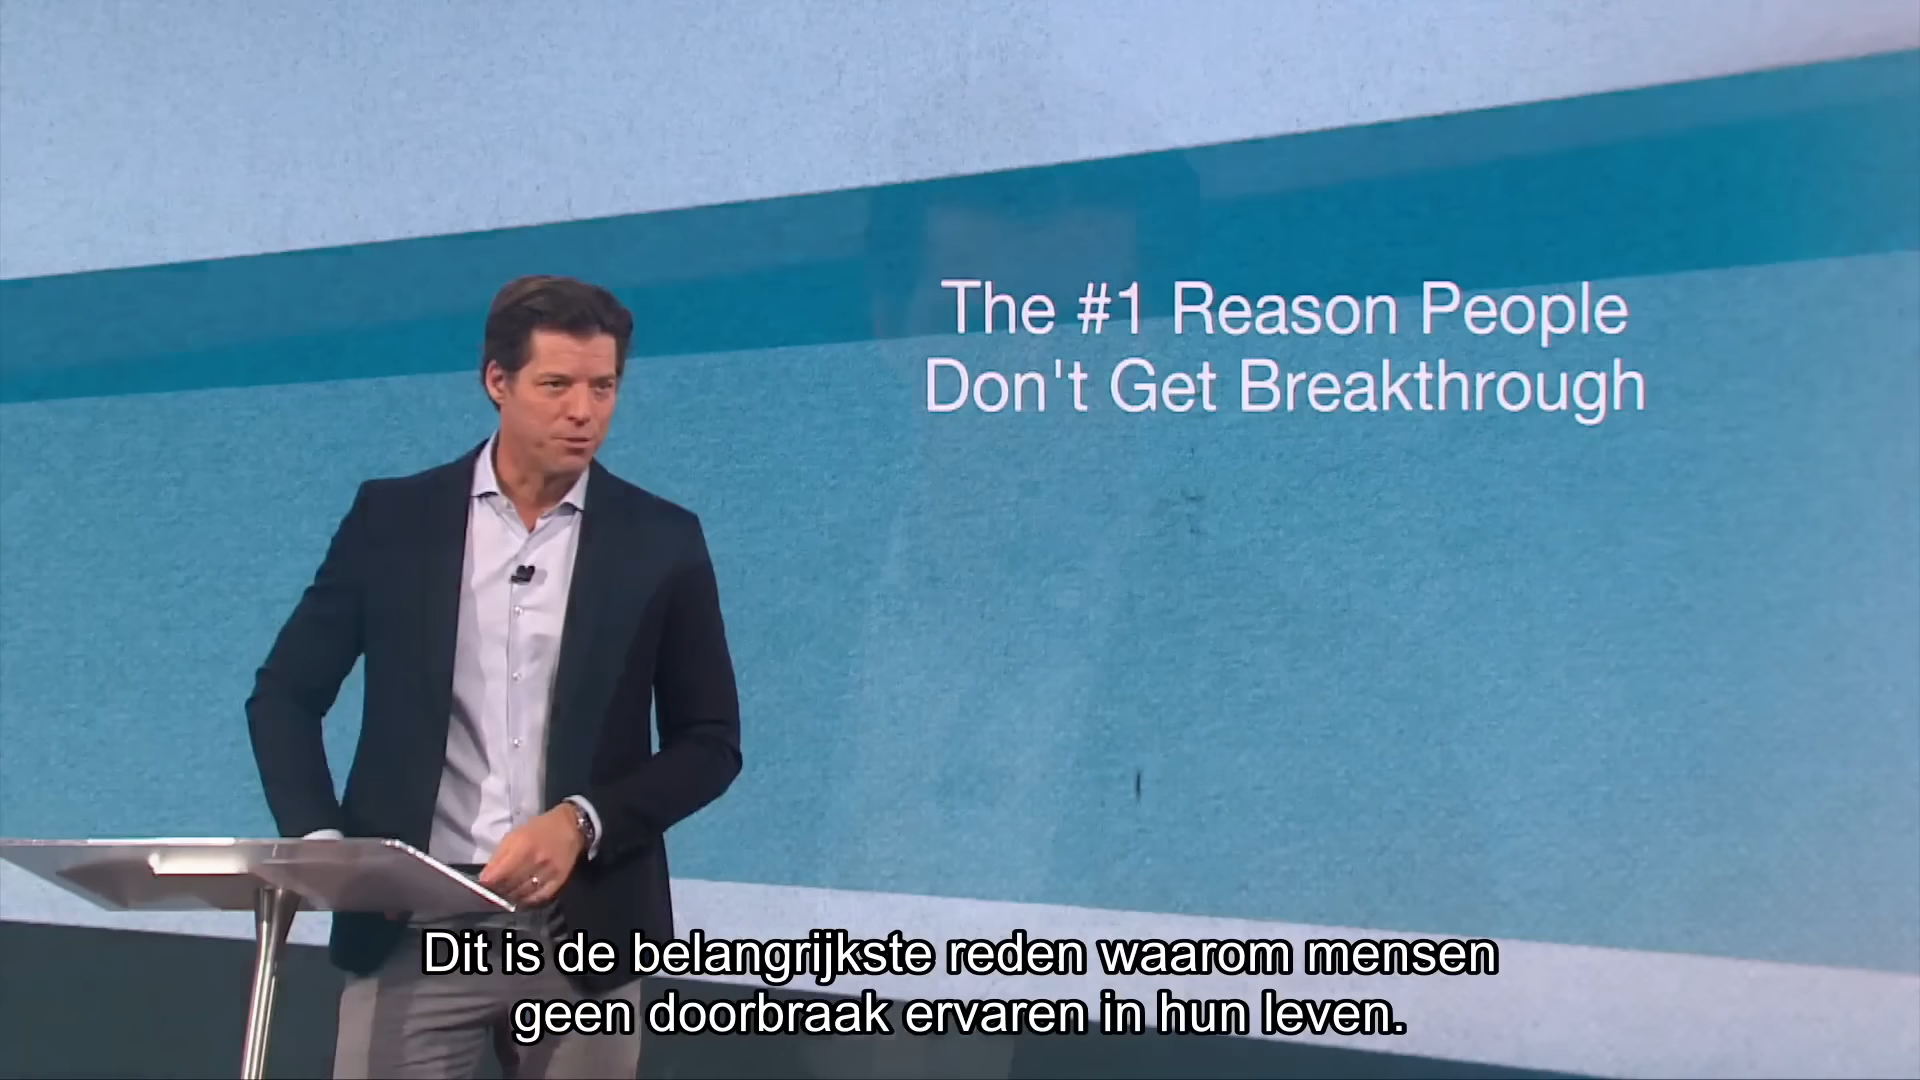 The #1 Reason People
Don't Get Breakthrough
Dit is de belangrijkste reden waarom mensen
geen doorbraak ervaren in hun leven.